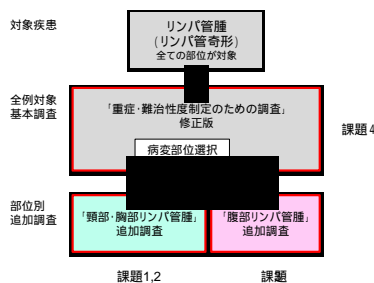 対象疾患
リンパ管腫
(リンパ管奇形)
全ての部位が対象
全例対象
基本調査
「重症・難治性度制定のための調査」
修正版
病変部位選択
課題4
部位別
追加調査
「頸部・胸部リンパ管腫」
追加調査
「腹部リンパ管腫」
追加調査
課題1,2
課題